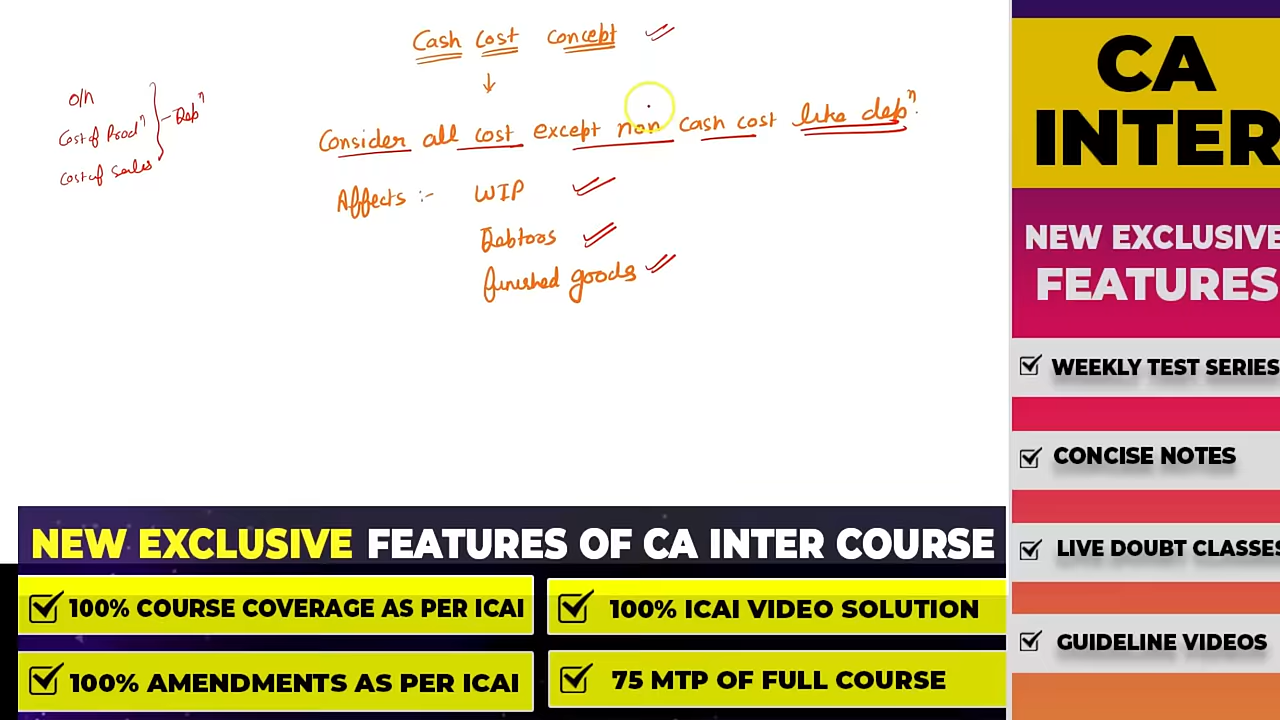 Cash Cost Concept
O/H
Cost of Prodⁿ
Cost of Sales
Depⁿ
Consider all cost except non cash cost like depⁿ.
Affects :- WIP
Debtors
finished goods
CA
INTER
NEW EXCLUSIVE
FEATURES
WEEKLY TEST SERIES
CONCISE NOTES
LIVE DOUBT CLASSES
GUIDELINE VIDEOS
NEW EXCLUSIVE FEATURES OF CA INTER COURSE
100% COURSE COVERAGE AS PER ICAI
100% ICAI VIDEO SOLUTION
100% AMENDMENTS AS PER ICAI
75 MTP OF FULL COURSE